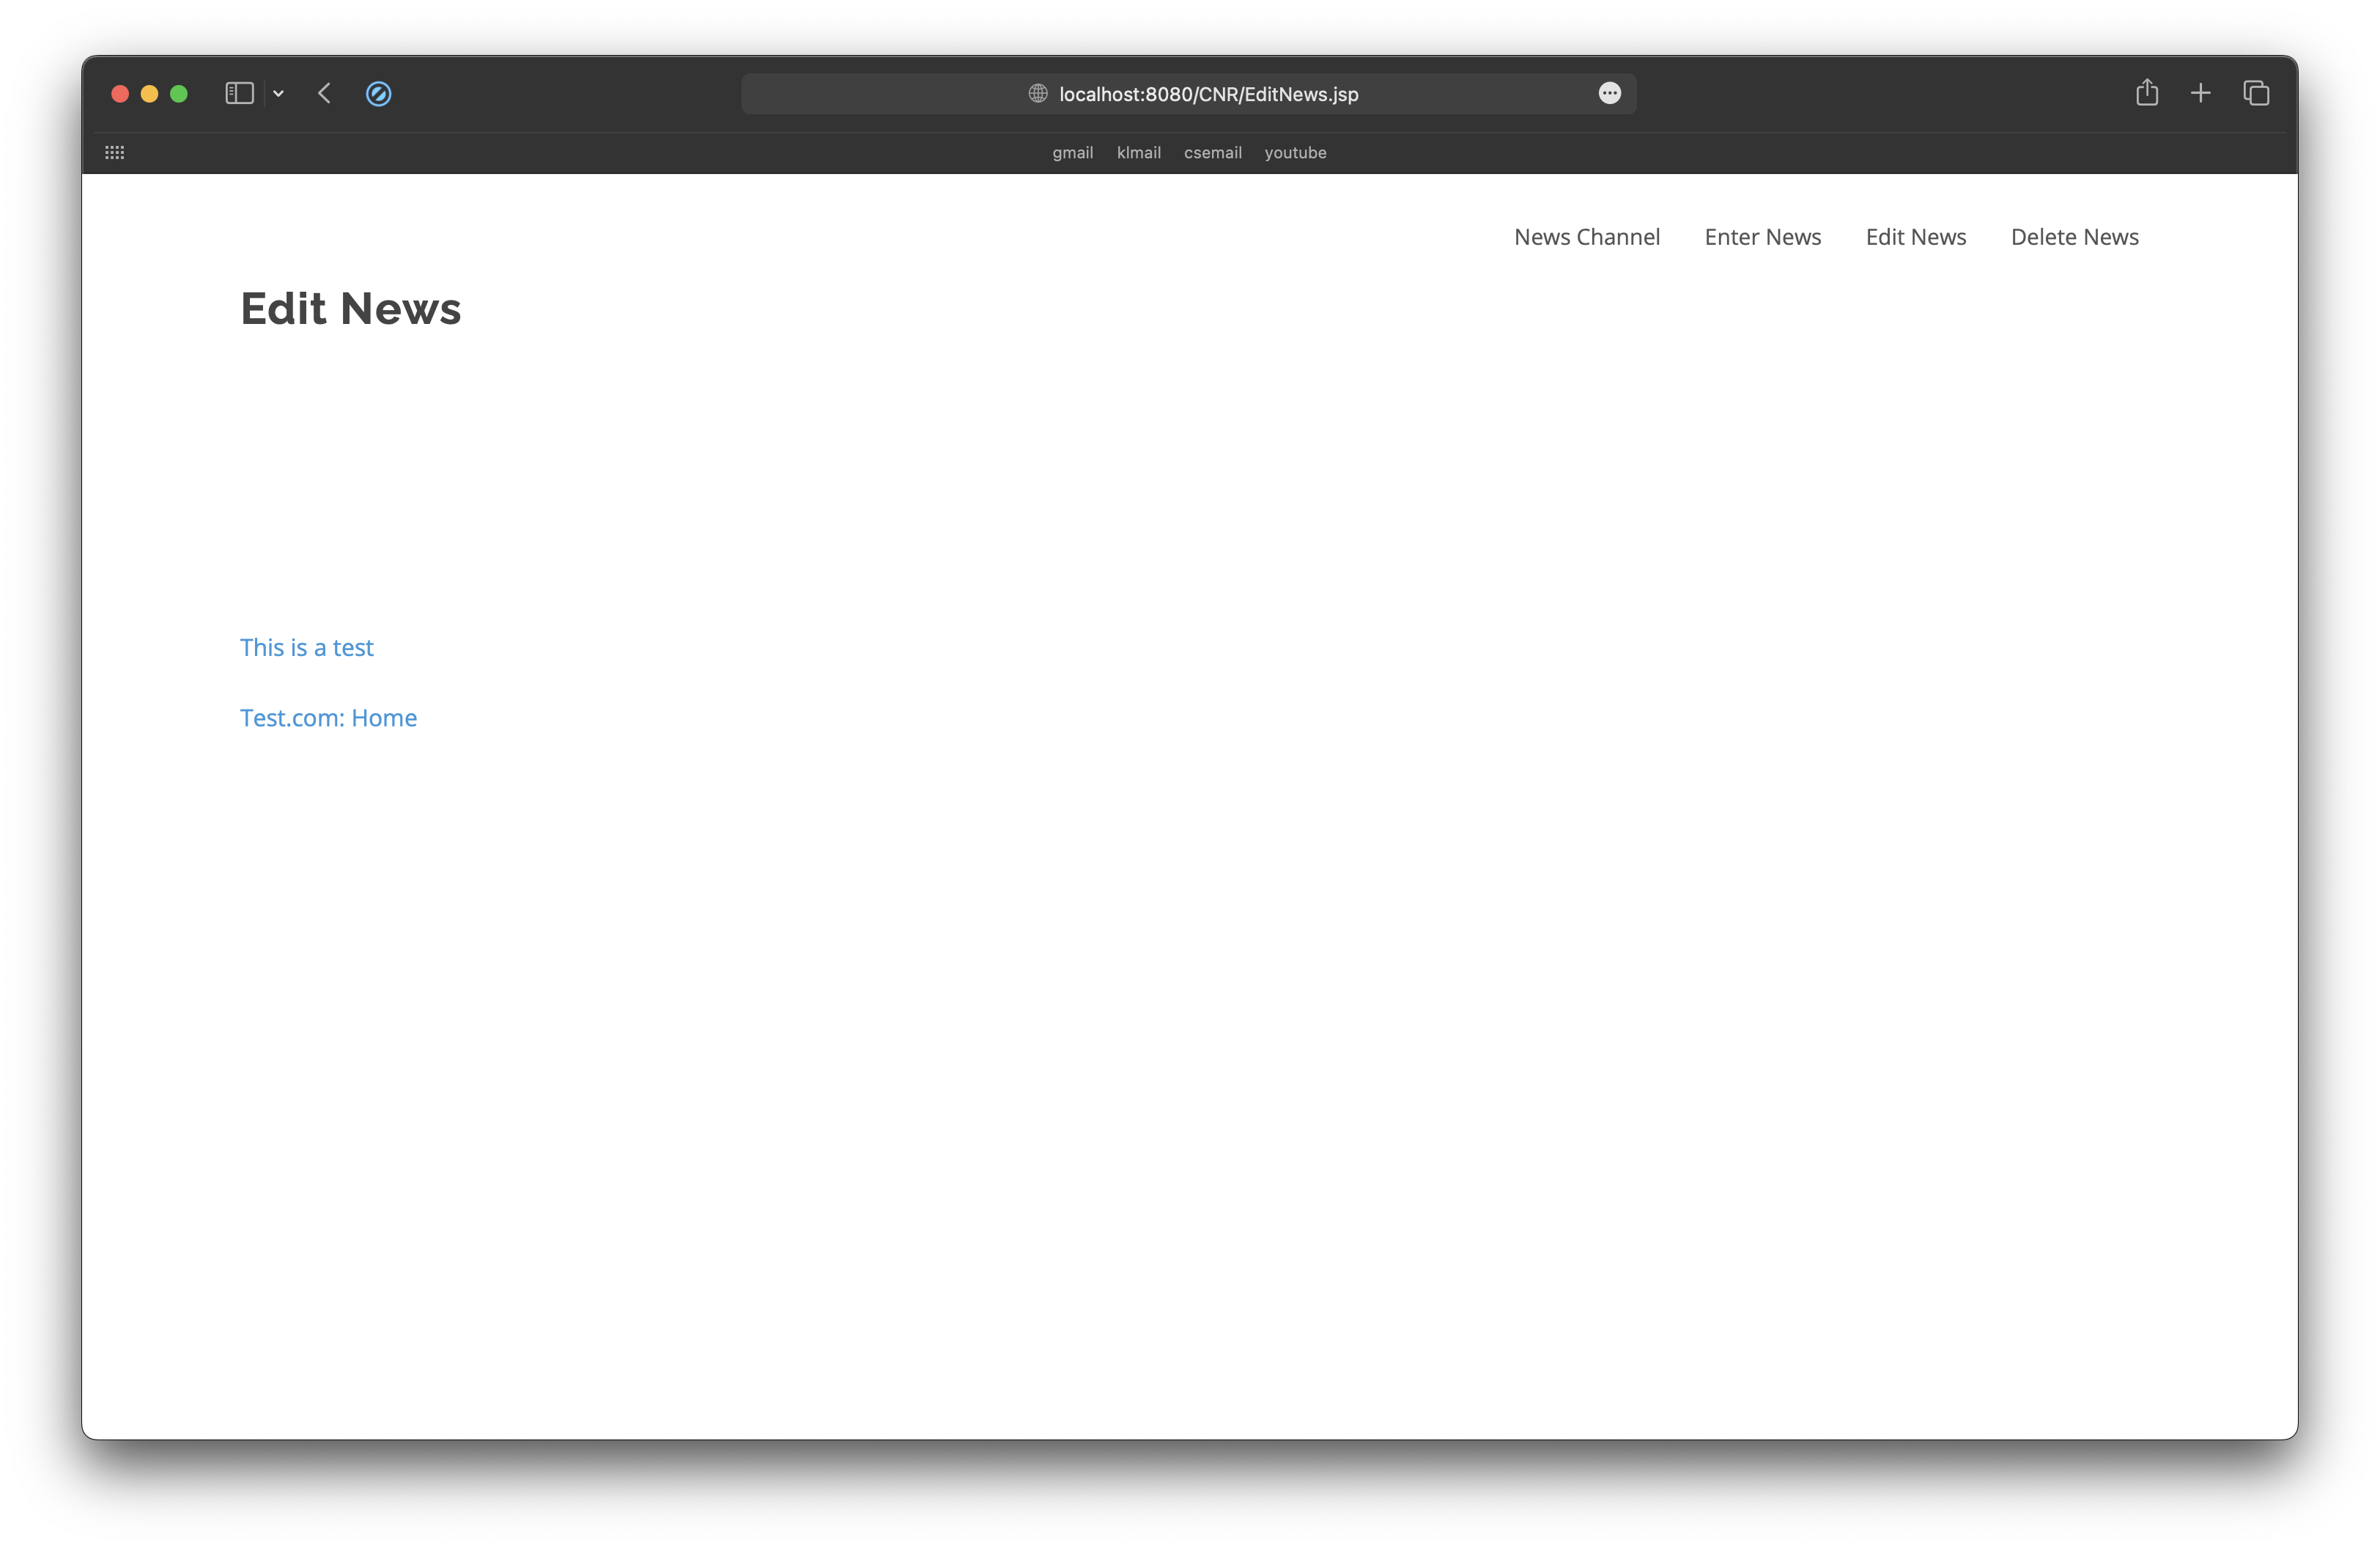 localhost:8080/CNR/EditNews.jsp
gmail klmail csemail youtube
News Channel Enter News Edit News Delete News
Edit News
This is a test
Test.com: Home